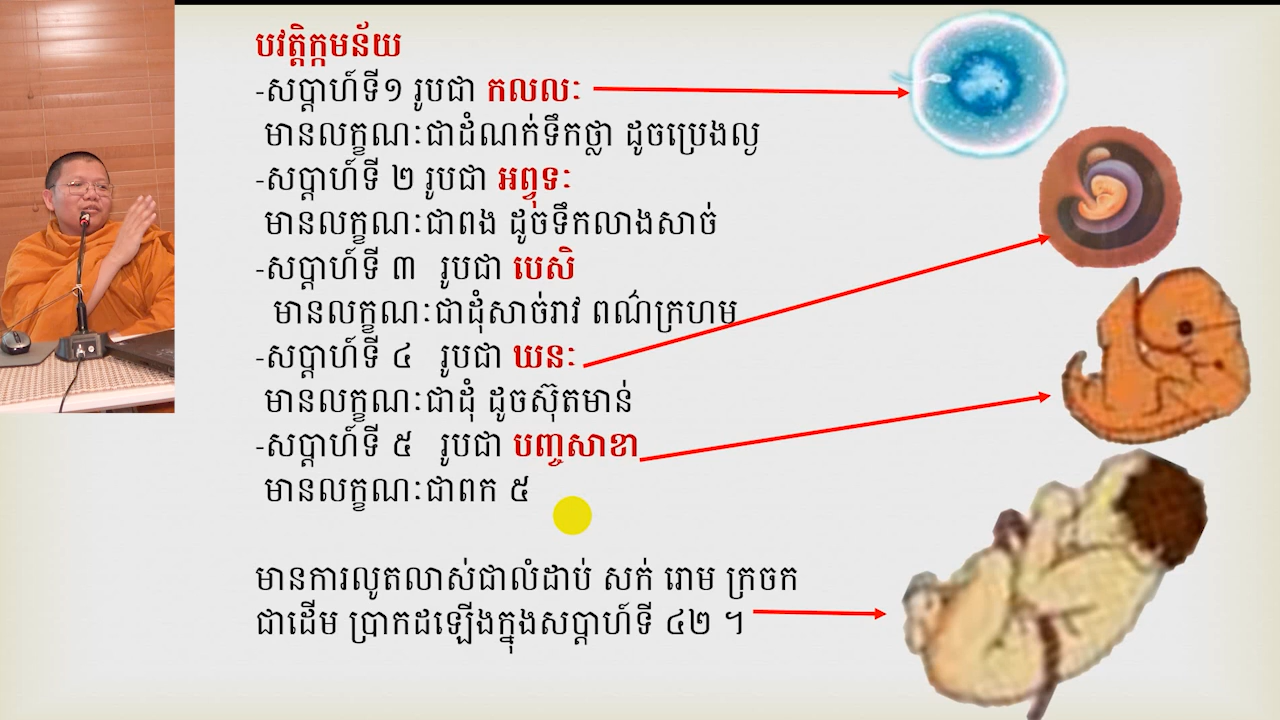 បវត្តិក្កមន័យ
-សប្តាហ៍ទី១ រូបជា កលលៈ
មានលក្ខណៈជាដំណក់ទឹកថ្លា ដូចប្រេងល្ង
-សប្តាហ៍ទី ២ រូបជា អព្វុទៈ
មានលក្ខណៈជាពង ដូចទឹកលាងសាច់
-សប្តាហ៍ទី ៣ រូបជា បេសិ
មានលក្ខណៈជាដុំសាច់រាវ ពណ៌ក្រហម
-សប្តាហ៍ទី ៤ រូបជា ឃនៈ
មានលក្ខណៈជាដុំ ដូចស៊ុតមាន់
-សប្តាហ៍ទី ៥ រូបជា បញ្ចសាខា
មានលក្ខណៈជាពក ៥
មានការលូតលាស់ជាលំដាប់ សក់ រោម ក្រចក
ជាដើម ប្រាកដឡើងក្នុងសប្តាហ៍ទី ៤២ ។